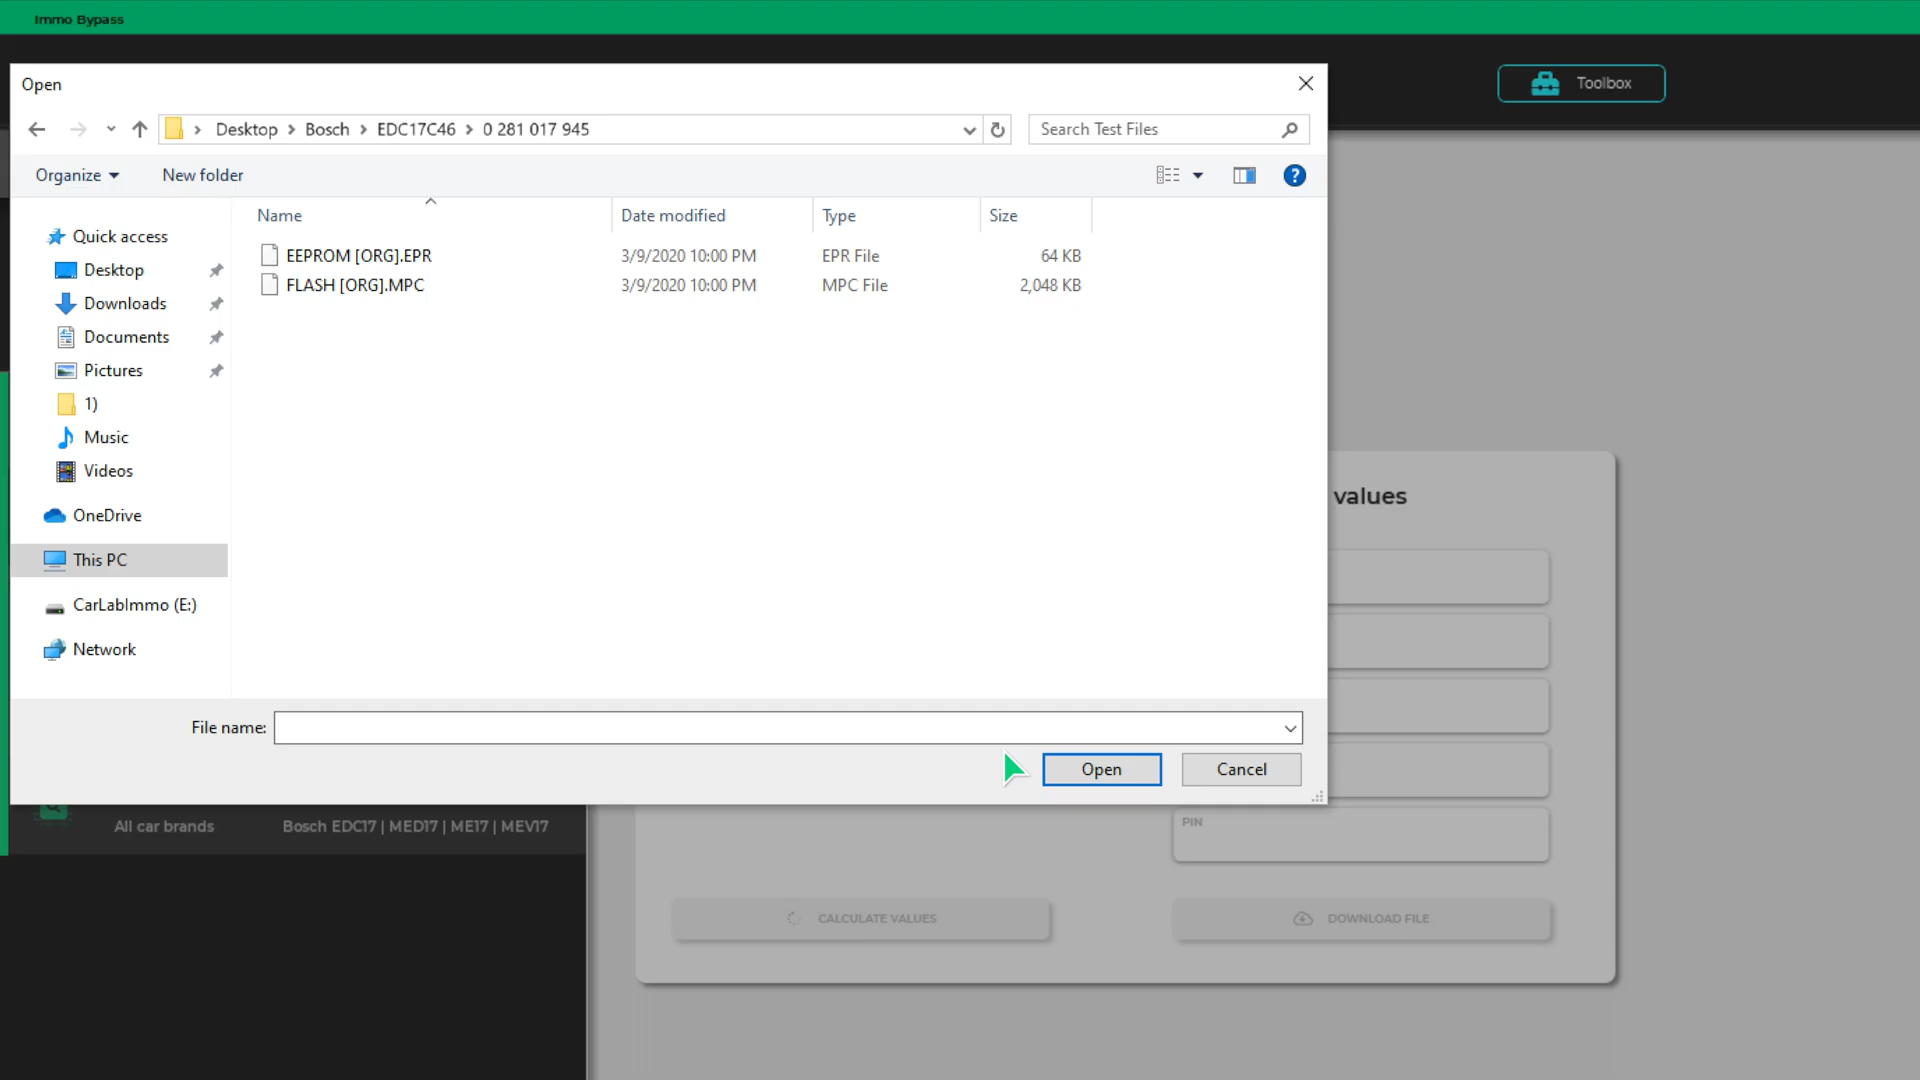 Immo Bypass
Toolbox
Open
Desktop Bosch EDC17C46 0 281 017 945
Search Test Files
Organize New folder
?
Name Date modified Type Size
EEPROM [ORG].EPR 3/9/2020 10:00 PM EPR File 64 KB
FLASH [ORG].MPC 3/9/2020 10:00 PM MPC File 2,048 KB
Quick access
Desktop
Downloads
Documents
Pictures
1)
Music
Videos
OneDrive
This PC
CarLabImmo (E:)
Network
File name:
Open Cancel
values
PIN
All car brands Bosch EDC17 | MED17 | ME17 | MEV17
CALCULATE VALUES
DOWNLOAD FILE